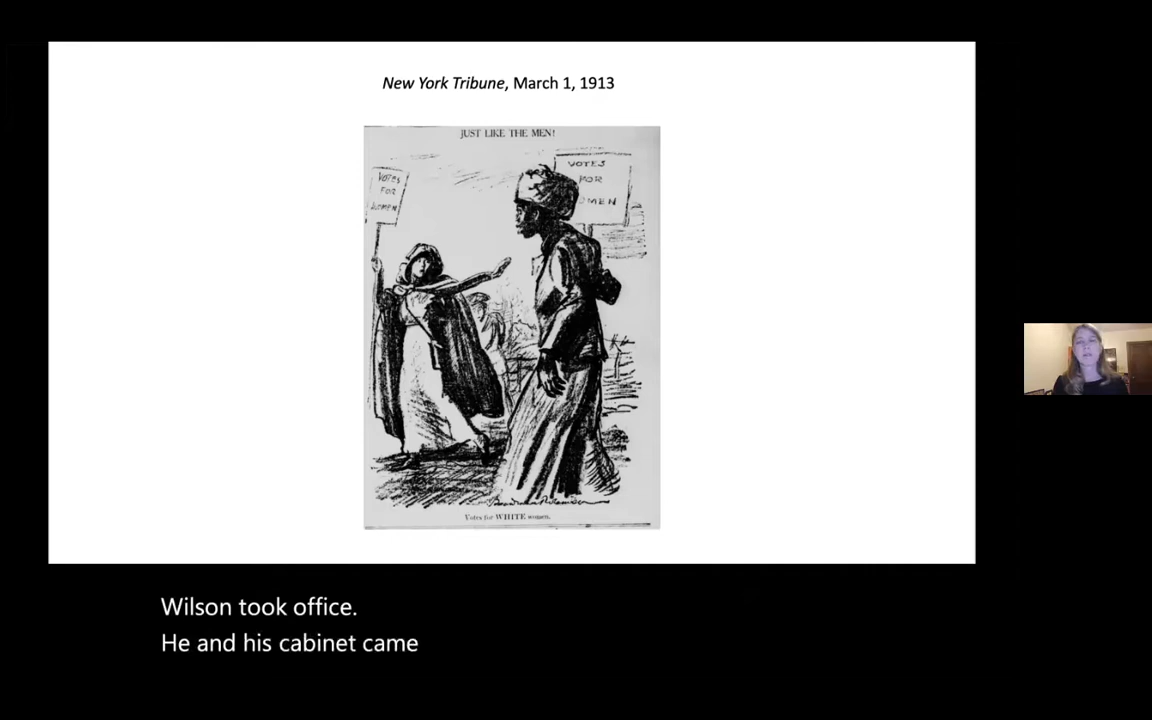 New York Tribune, March 1, 1913
JUST LIKE THE MEN!
VOTES
FOR
WOMEN
VOTES
FOR
OMEN
Votes for WHITE women.
Wilson took office.
He and his cabinet came